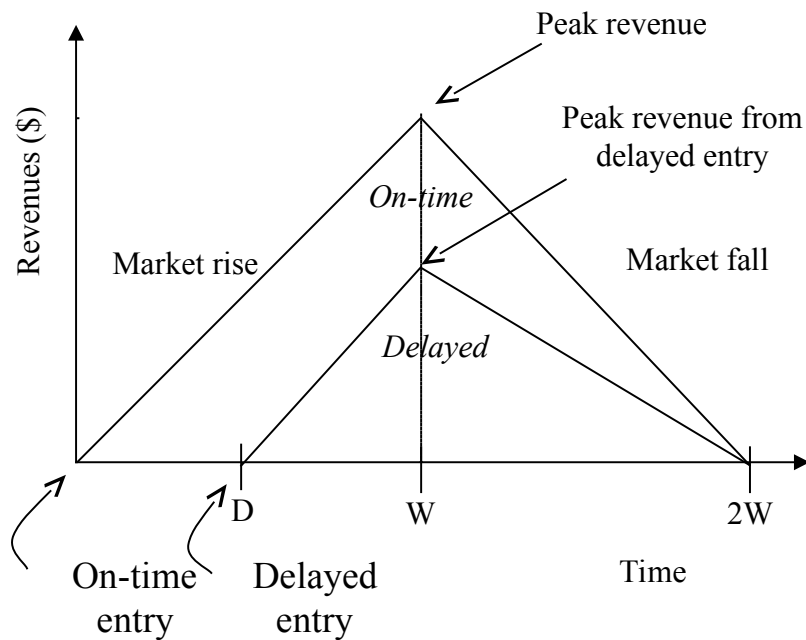 Peak revenue
Peak revenue from
delayed entry
Revenues ($)
On-time
Market rise
Market fall
Delayed
D
W
2W
On-time
entry
Delayed
entry
Time